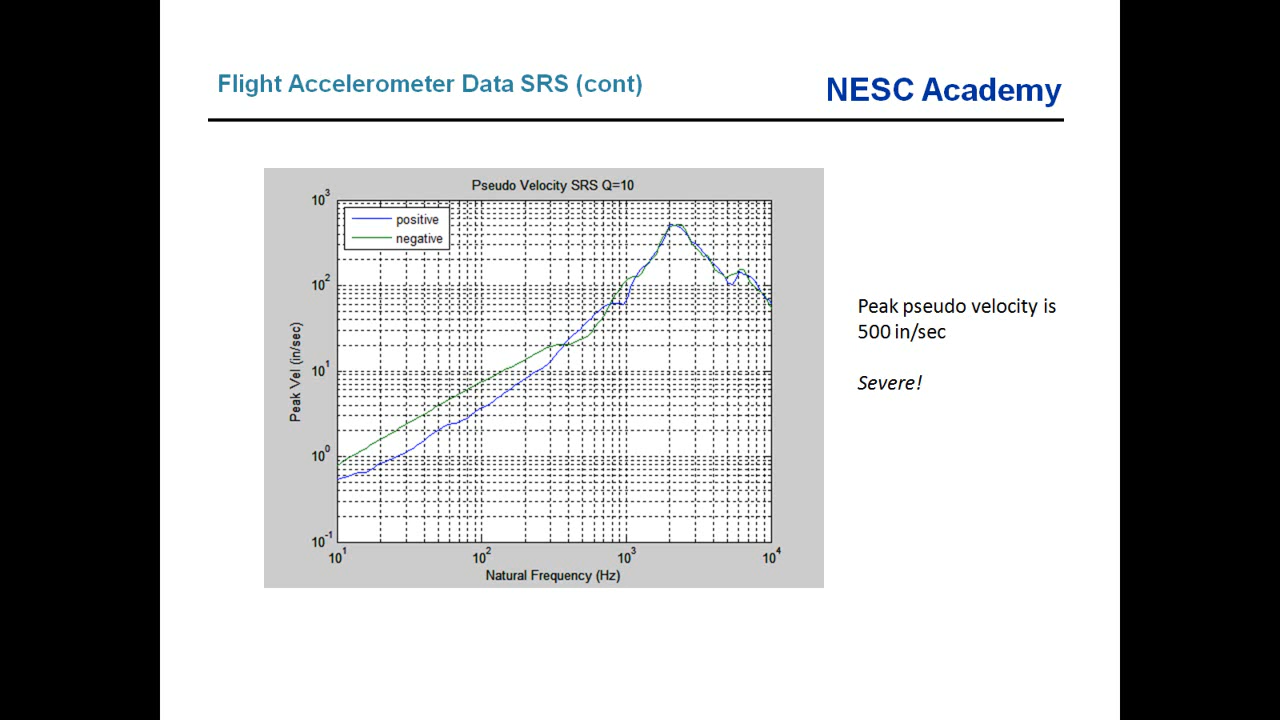 Flight Accelerometer Data SRS (cont)
NESC Academy
Pseudo Velocity SRS Q=10
positive
negative
10^3
10^2
10^1
10^0
10^-1
Peak Vel (in/sec)
10^1
10^2
10^3
10^4
Natural Frequency (Hz)
Peak pseudo velocity is
500 in/sec
Severe!